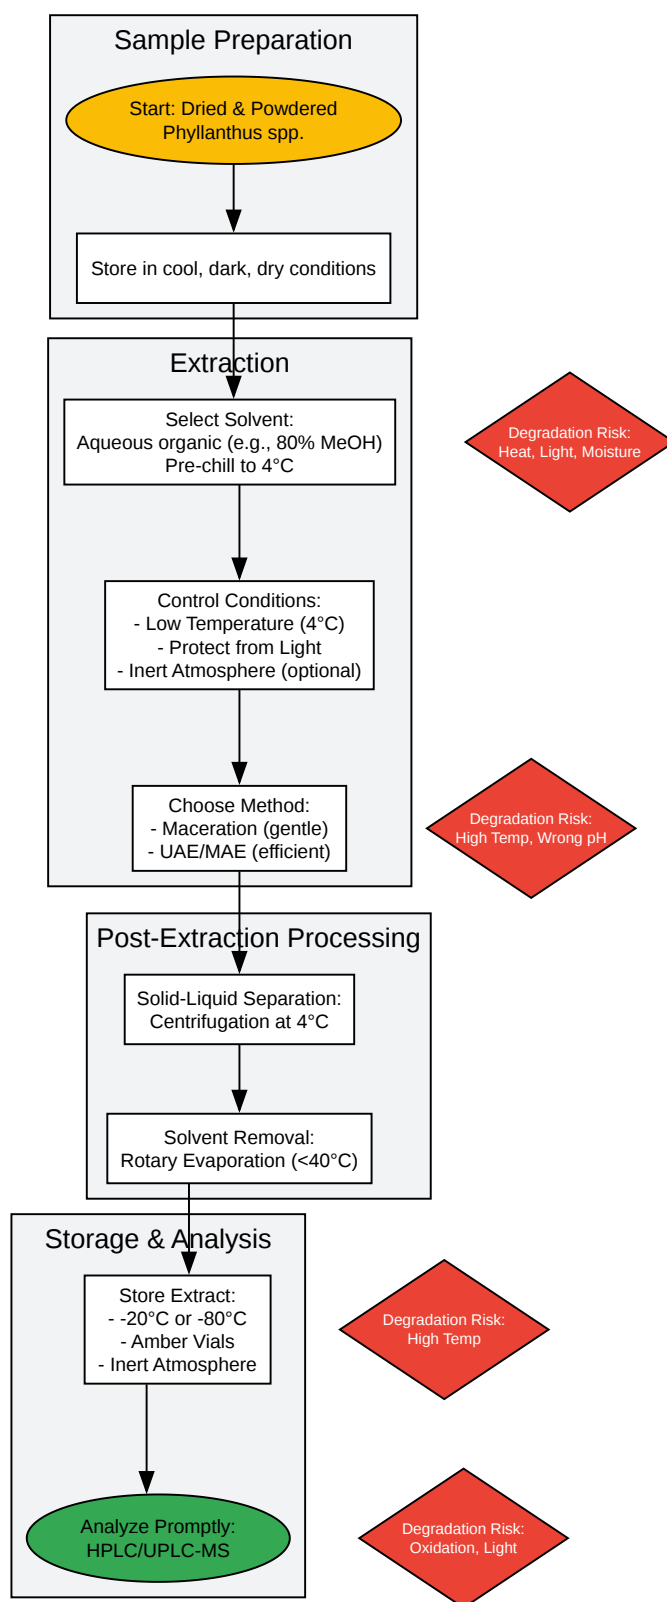 Sample Preparation
Start: Dried & Powdered
Phyllanthus spp.
Store in cool, dark, dry conditions
Extraction
Select Solvent:
Aqueous organic (e.g., 80% MeOH)
Pre-chill to 4°C
Degradation Risk:
Heat, Light, Moisture
Control Conditions:
- Low Temperature (4°C)
- Protect from Light
- Inert Atmosphere (optional)
Choose Method:
- Maceration (gentle)
- UAE/MAE (efficient)
Degradation Risk:
High Temp, Wrong pH
Post-Extraction Processing
Solid-Liquid Separation:
Centrifugation at 4°C
Solvent Removal:
Rotary Evaporation (<40°C)
Storage & Analysis
Store Extract:
- -20°C or -80°C
- Amber Vials
- Inert Atmosphere
Degradation Risk:
High Temp
Analyze Promptly:
HPLC/UPLC-MS
Degradation Risk:
Oxidation, Light